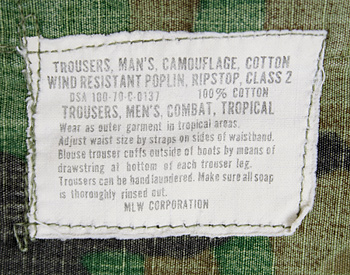 TROUSERS, MAN'S, CAMOUFLAGE, COTTON
WIND RESISTANT POPLIN, RIPSTOP, CLASS 2
DSA 100-70-C-0137 100% COTTON
TROUSERS, MEN'S, COMBAT, TROPICAL
Wear as outer garment in tropical areas.
Adjust waist size by straps on sides of waistband.
Blouse trouser cuffs outside of boots by means of
drawstring at bottom of each trouser leg.
Trousers can be hand laundered. Make sure all soap
is thoroughly rinsed out.
MLW CORPORATION